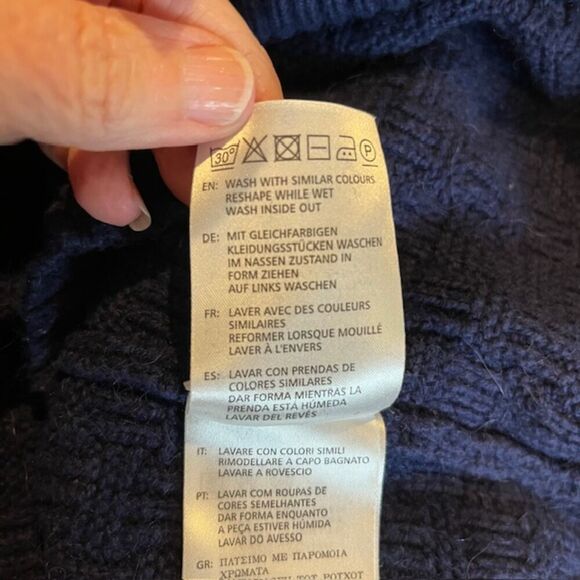 30°
P
EN: WASH WITH SIMILAR COLOURS
RESHAPE WHILE WET
WASH INSIDE OUT
DE: MIT GLEICHFARBIGEN
KLEIDUNGSSTÜCKEN WASCHEN
IM NASSEN ZUSTAND IN
FORM ZIEHEN
AUF LINKS WASCHEN
FR: LAVER AVEC DES COULEURS
SIMILAIRES
REFORMER LORSQUE MOUILLÉ
LAVER À L'ENVERS
ES: LAVAR CON PRENDAS DE
COLORES SIMILARES
DAR FORMA MIENTRAS LA
PRENDA ESTÁ HÚMEDA
LAVAR DEL REVÉS
IT: LAVARE CON COLORI SIMILI
RIMODELLARE A CAPO BAGNATO
LAVARE A ROVESCIO
PT: LAVAR COM ROUPAS DE
CORES SEMELHANTES
DAR FORMA ENQUANTO
A PEÇA ESTIVER HÚMIDA
LAVAR DO AVESSO
GR: ΠΛΥΣΙΜΟ ΜΕ ΠΑΡΟΜΟΙΑ
ΧΡΩΜΑΤΑ
ΤΟΥ ΡΟΥΧΟΥ